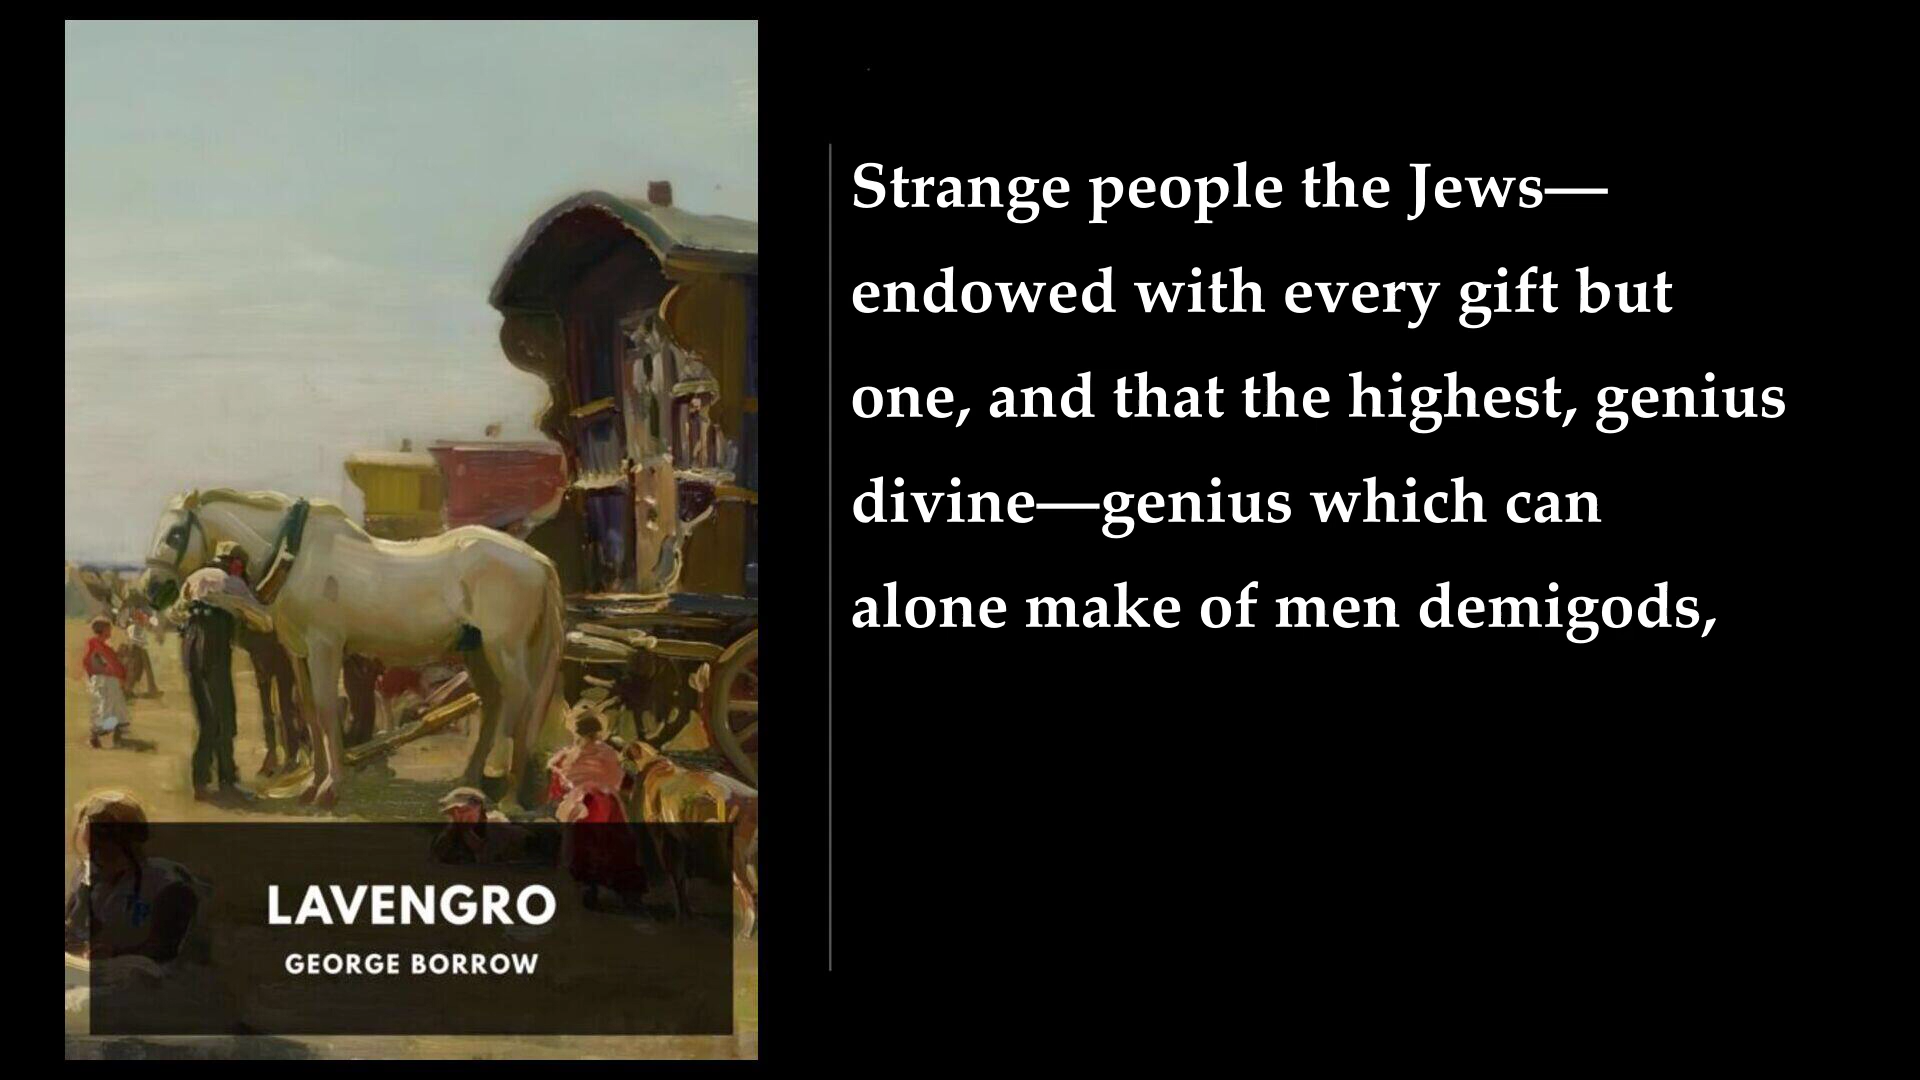 Strange people the Jews—
endowed with every gift but
one, and that the highest, genius
divine—genius which can
alone make of men demigods,
LAVENGRO
GEORGE BORROW